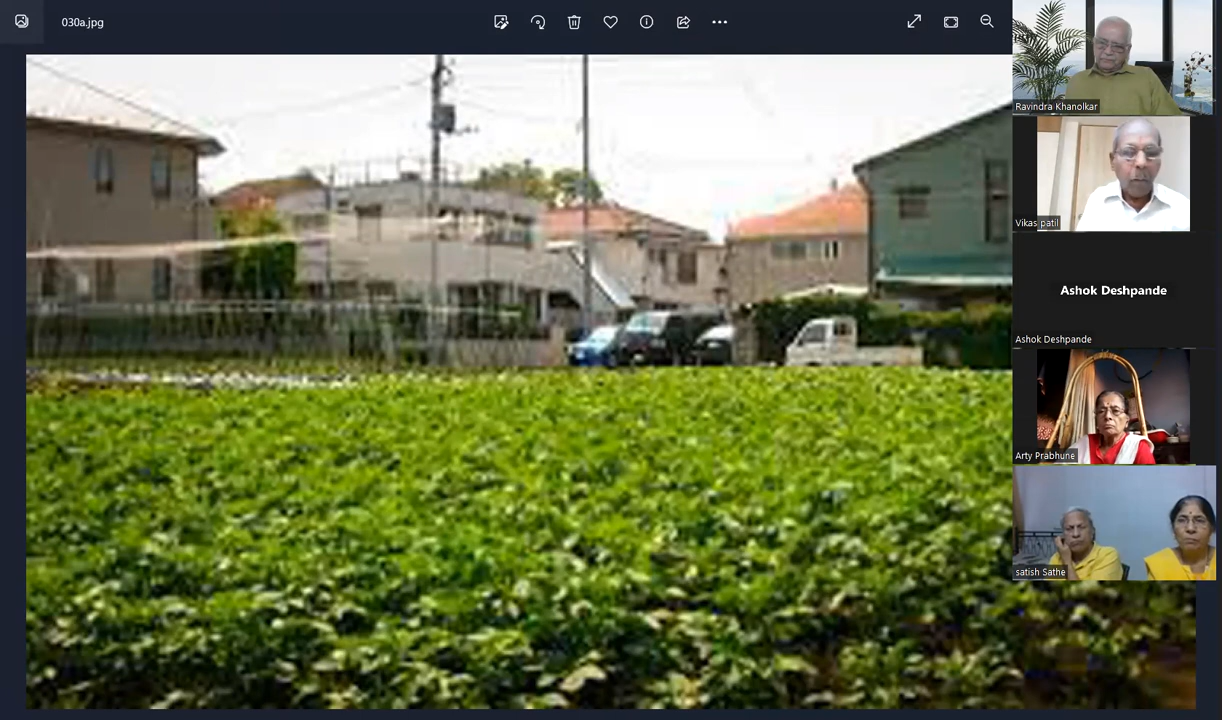 030a.jpg
Ravindra Khanolkar
Vikas patil
Ashok Deshpande
Ashok Deshpande
Arty Prabhune
satish Sathe